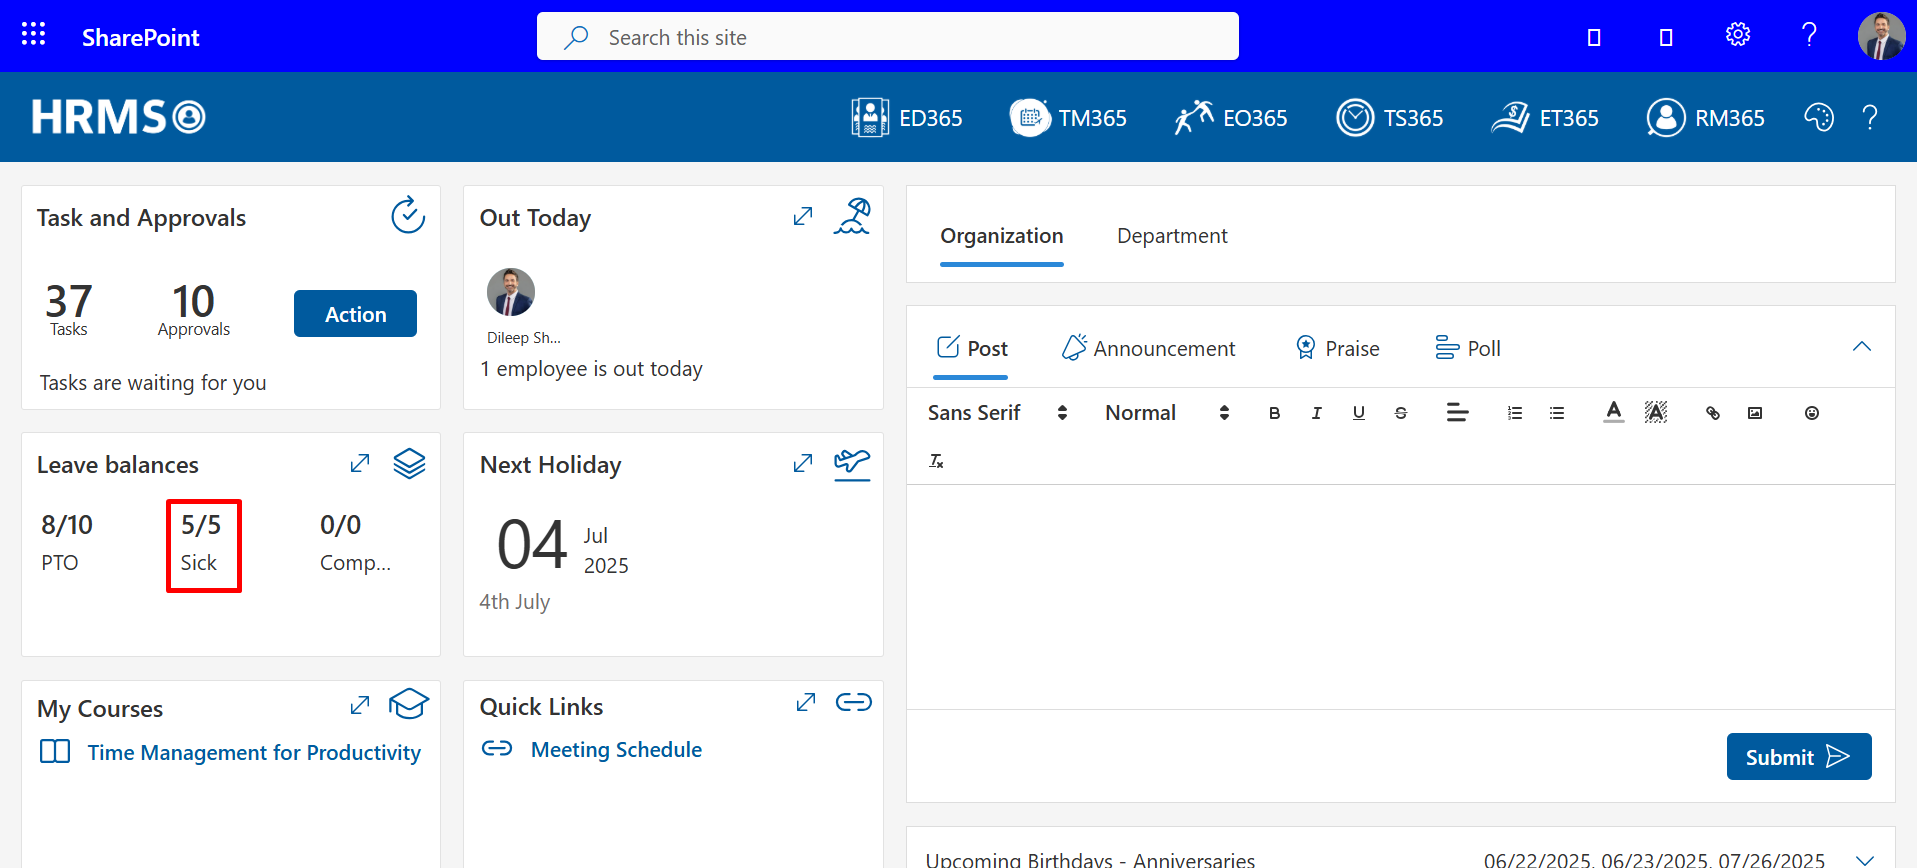 SharePoint
Search this site
HRMS
ED365
TM365
EO365
TS365
ET365
RM365
Task and Approvals
37
Tasks
10
Approvals
Action
Tasks are waiting for you
Out Today
Dileep Sh...
1 employee is out today
Leave balances
8/10
PTO
5/5
Sick
0/0
Comp...
Next Holiday
04
Jul
2025
4th July
My Courses
Time Management for Productivity
Quick Links
Meeting Schedule
Organization
Department
Post
Announcement
Praise
Poll
Sans Serif
Normal
Submit
Upcoming Birthdays - Anniversaries
06/22/2025, 06/23/2025, 07/26/2025